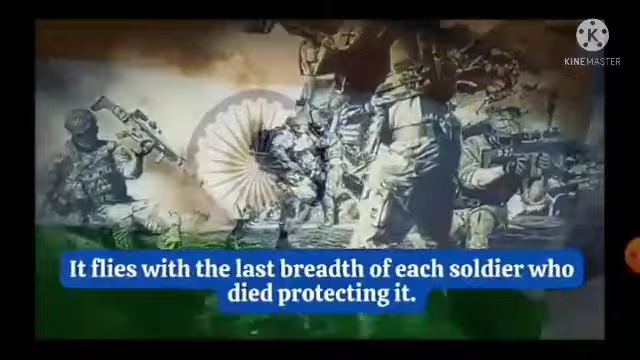 KINEMASTER
It flies with the last breadth of each soldier who
died protecting it.